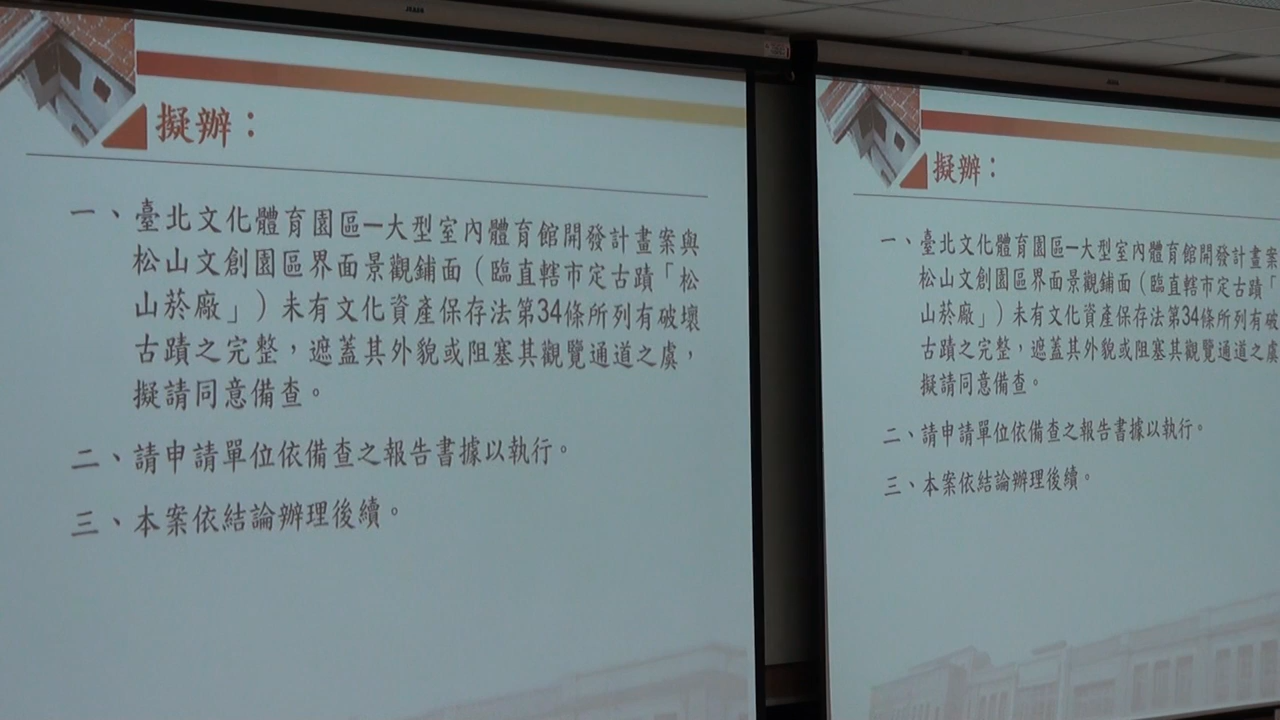 擬辦：
一、臺北文化體育園區—大型室內體育館開發計畫案與
松山文創園區界面景觀鋪面（臨直轄市定古蹟「松
山菸廠」）未有文化資產保存法第34條所列有破壞
古蹟之完整，遮蓋其外貌或阻塞其觀覽通道之虞，
擬請同意備查。
二、請申請單位依備查之報告書據以執行。
三、本案依結論辦理後續。
擬辦：
一、臺北文化體育園區—大型室內體育館開發計畫案
松山文創園區界面景觀鋪面（臨直轄市定古蹟「
山菸廠」）未有文化資產保存法第34條所列有破
古蹟之完整，遮蓋其外貌或阻塞其觀覽通道之虞
擬請同意備查。
二、請申請單位依備查之報告書據以執行。
三、本案依結論辦理後續。